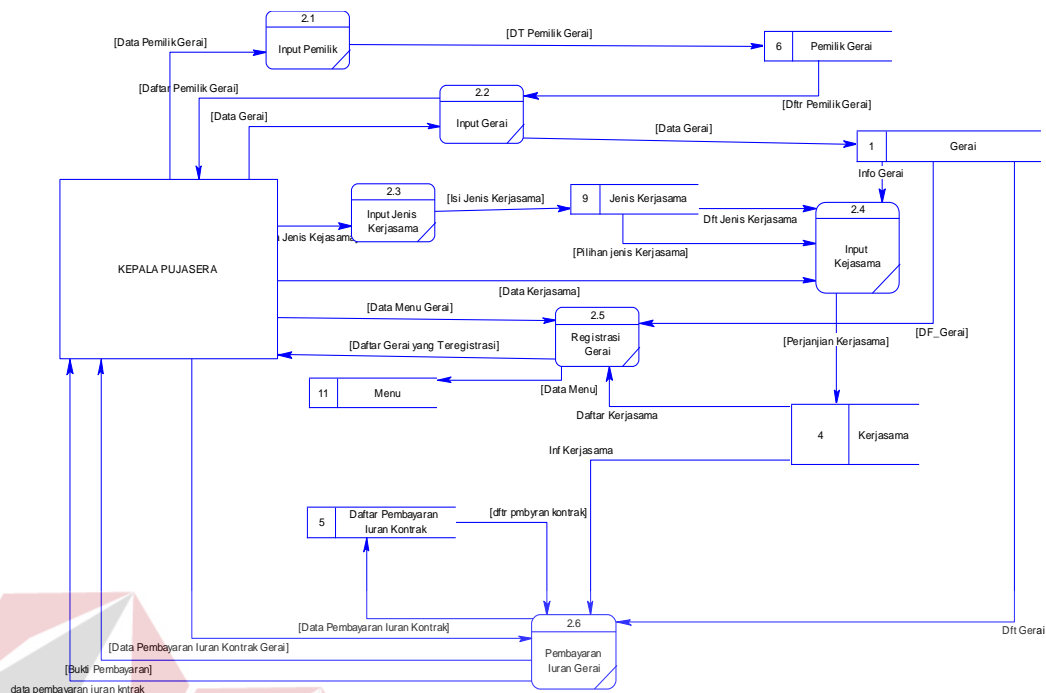 2.1
Input Pemilik
[Data Pemilik Gerai]
[DT Pemilik Gerai]
6
Pemilik Gerai
[Daftar Pemilik Gerai]
2.2
Input Gerai
[Dftr Pemilik Gerai]
[Data Gerai]
[Data Gerai]
1
Gerai
Info Gerai
2.3
Input Jenis
Kerjasama
[Isi Jenis Kerjasama]
9
Jenis Kerjasama
Dft Jenis Kerjasama
2.4
Input
Kejasama
Jenis Kejasama
[Pilihan jenis Kerjasama]
KEPALA PUJASERA
[Data Kerjasama]
[Data Menu Gerai]
2.5
Registrasi
Gerai
[DF_Gerai]
[Perjanjian Kerjasama]
[Daftar Gerai yang Teregistrasi]
11
Menu
[Data Menu]
Daftar Kerjasama
4
Kerjasama
Inf Kerjasama
5
Daftar Pembayaran
Iuran Kontrak
[dftr pmbyran kontrak]
2.6
Pembayaran
Iuran Gerai
[Data Pembayaran Iuran Kontrak]
Dft Gerai
[Data Pembayaran Iuran Kontrak Gerai]
[Bukti Pembayaran]
data pembayaran iuran kntrak